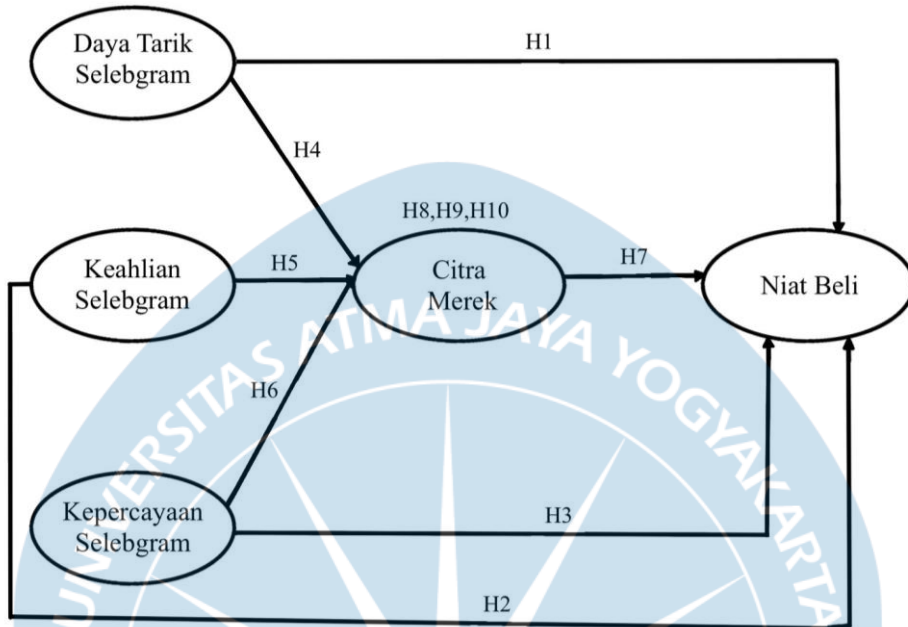 Daya Tarik
Selebgram
H1
H4
H8,H9,H10
Keahlian
Selebgram
H5
Citra
Merek
H7
Niat Beli
H6
Kepercayaan
Selebgram
H3
H2
UNIVERSITAS ATMA JAYA YOGYAKARTA